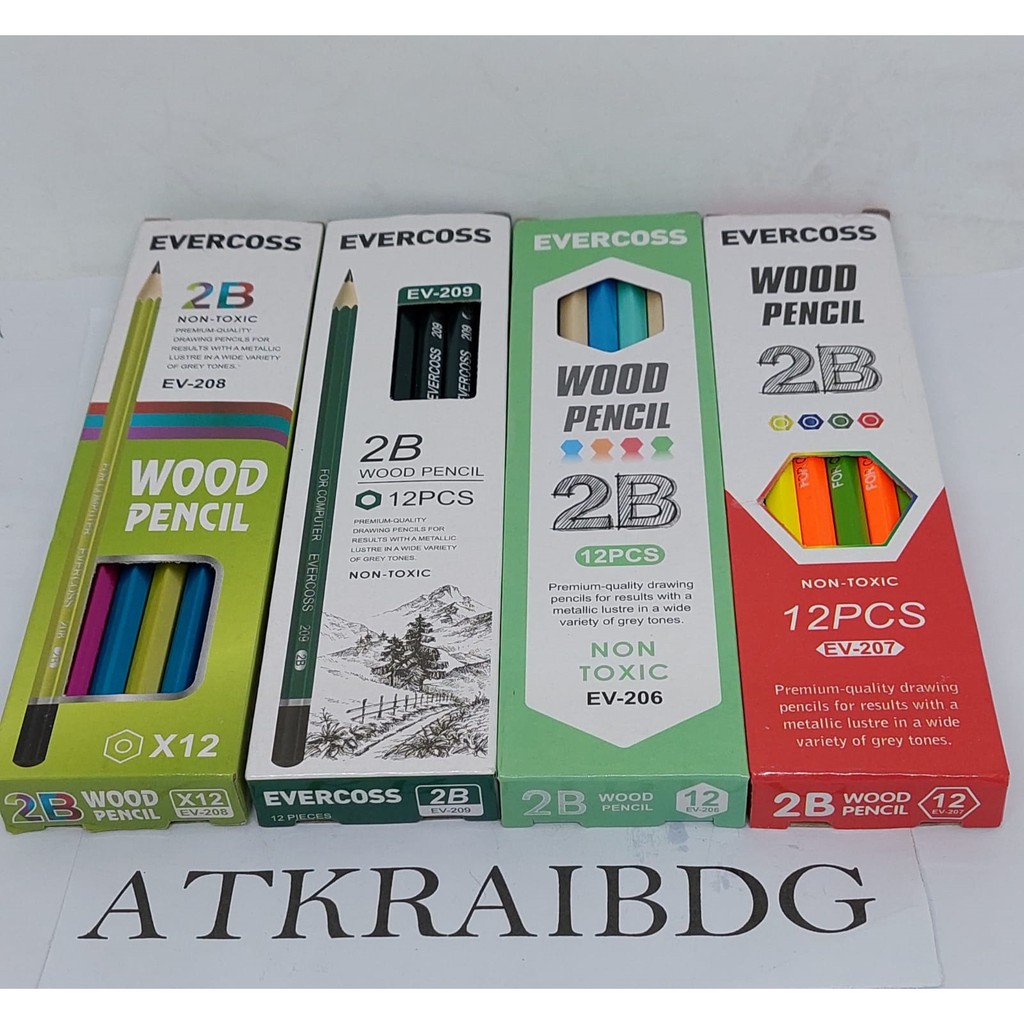 EVERCOSS
2B
NON-TOXIC
PREMIUM-QUALITY
DRAWING PENCILS FOR
RESULTS WITH A METALLIC
LUSTRE IN A WIDE VARIETY
OF GREY TONES.
EV-208
WOOD
PENCIL
X12
2B WOOD PENCIL X12 EV-208
EVERCOSS
EV-209
EVERCOSS 209
EVERCOSS 209
FOR COMPUTER EVERCOSS 209 2B
2B
WOOD PENCIL
12PCS
PREMIUM-QUALITY
DRAWING PENCILS FOR
RESULTS WITH A METALLIC
LUSTRE IN A WIDE VARIETY
OF GREY TONES.
NON-TOXIC
EVERCOSS 2B EV-209
12 PIECES
EVERCOSS
WOOD
PENCIL
2B
12PCS
Premium-quality drawing
pencils for results with a
metallic lustre in a wide
variety of grey tones.
NON
TOXIC
EV-206
2B WOOD PENCIL 12 EV-206
EVERCOSS
WOOD
PENCIL
2B
NON-TOXIC
12PCS
EV-207
Premium-quality drawing
pencils for results with a
metallic lustre in a wide
variety of grey tones.
2B WOOD PENCIL 12 EV-207
ATKRAIBDG